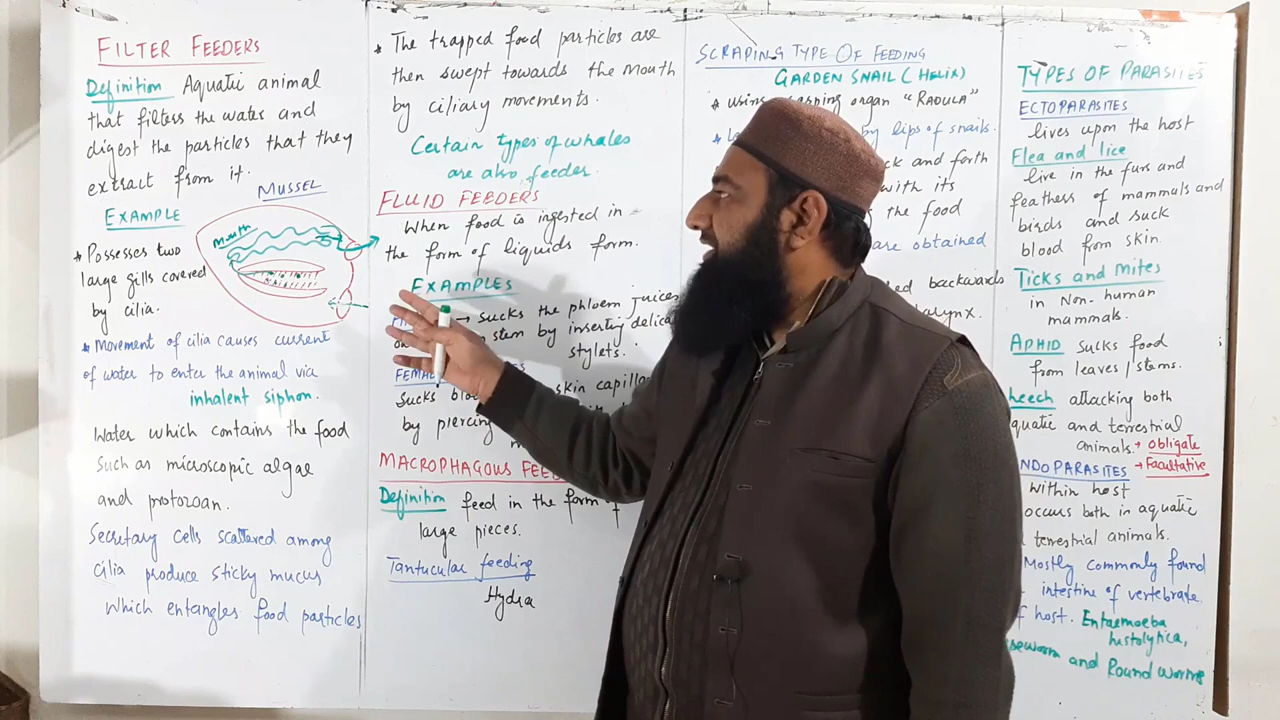 FILTER FEEDERS
Definition Aquatic animal
that filters the water and
digest the particles that they
extract from it.
MUSSEL
EXAMPLE
Mouth
* Possesses two
large gills covered
by cilia.
* Movement of cilia causes current
of water to enter the animal via
inhalent siphon.
Water which contains the food
Such as microscopic algae
and protozoan.
Secretary cells scattered among
cilia produce sticky mucus
Which entangles food particles
* The trapped food particles are
then swept towards the Mouth
by ciliary movements.
Certain types of whales
are also feeder.
FLUID FEEDERS
When food is ingested in
the form of liquids form.
EXAMPLES
→ Sucks the phloem juices
stem by inserting delica
stylets.
FEMA
Sucks blo skin capilla
by piercing
MACROPHAGOUS FEE
Definition feed in the form
large pieces.
Tantucular feeding
Hydra
SCRAPING TYPE OF FEEDING
GARDEN SNAIL (HELIX)
* using rasping organ "RADULA"
by lips of snails.
ck and forth
with its
the food
are obtained
ed backwards
alynx.
TYPES OF PARASITES
ECTOPARASITES
lives upon the host
Flea and lice
live in the furs and
feathers of mammals and
birds and suck
blood from skin.
Ticks and Mites
in Non-human
mammals.
APHID sucks food
from leaves/stems.
Leech attacking both
quatic and terrestrial
animals. → obligate
NDOPARASITES → Facultative
Within host
occurs both in aquatic
terrestrial animals.
Mostly commonly found
intestine of vertebrate
f host. Entaemoeba
histolytica,
eworm and Round worms